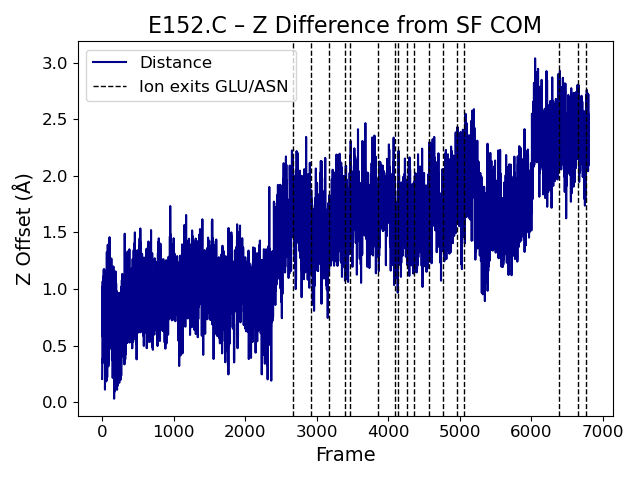 E152.C – Z Difference from SF COM
Distance
Ion exits GLU/ASN
Z Offset (Å)
3.0
2.5
2.0
1.5
1.0
0.5
0.0
0 1000 2000 3000 4000 5000 6000 7000
Frame